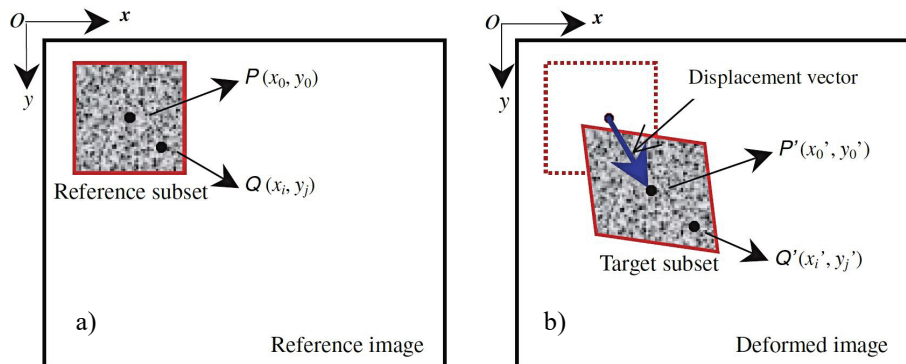 O x
y
P(x₀, y₀)
Q(xᵢ, yⱼ)
Reference subset
a)
Reference image
O x
y
Displacement vector
P’(x₀’, y₀’)
Q’(xᵢ’, yⱼ’)
Target subset
b)
Deformed image